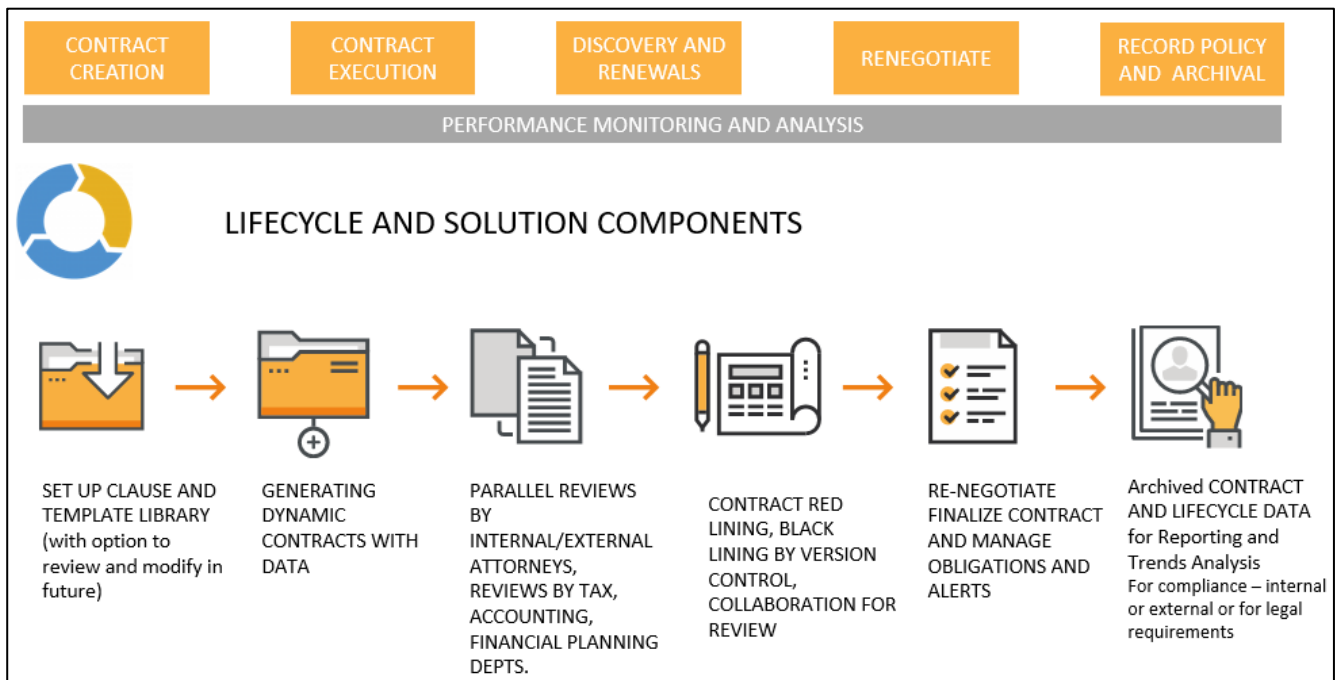 CONTRACT
CREATION
CONTRACT
EXECUTION
DISCOVERY AND
RENEWALS
RENEGOTIATE
RECORD POLICY
AND ARCHIVAL
PERFORMANCE MONITORING AND ANALYSIS
LIFECYCLE AND SOLUTION COMPONENTS
SET UP CLAUSE AND
TEMPLATE LIBRARY
(with option to
review and modify in
future)
GENERATING
DYNAMIC
CONTRACTS WITH
DATA
PARALLEL REVIEWS
BY
INTERNAL/EXTERNAL
ATTORNEYS,
REVIEWS BY TAX,
ACCOUNTING,
FINANCIAL PLANNING
DEPTS.
CONTRACT RED
LINING, BLACK
LINING BY VERSION
CONTROL,
COLLABORATION FOR
REVIEW
RE-NEGOTIATE
FINALIZE CONTRACT
AND MANAGE
OBLIGATIONS AND
ALERTS
Archived CONTRACT
AND LIFECYCLE DATA
for Reporting and
Trends Analysis
For compliance – internal
or external or for legal
requirements